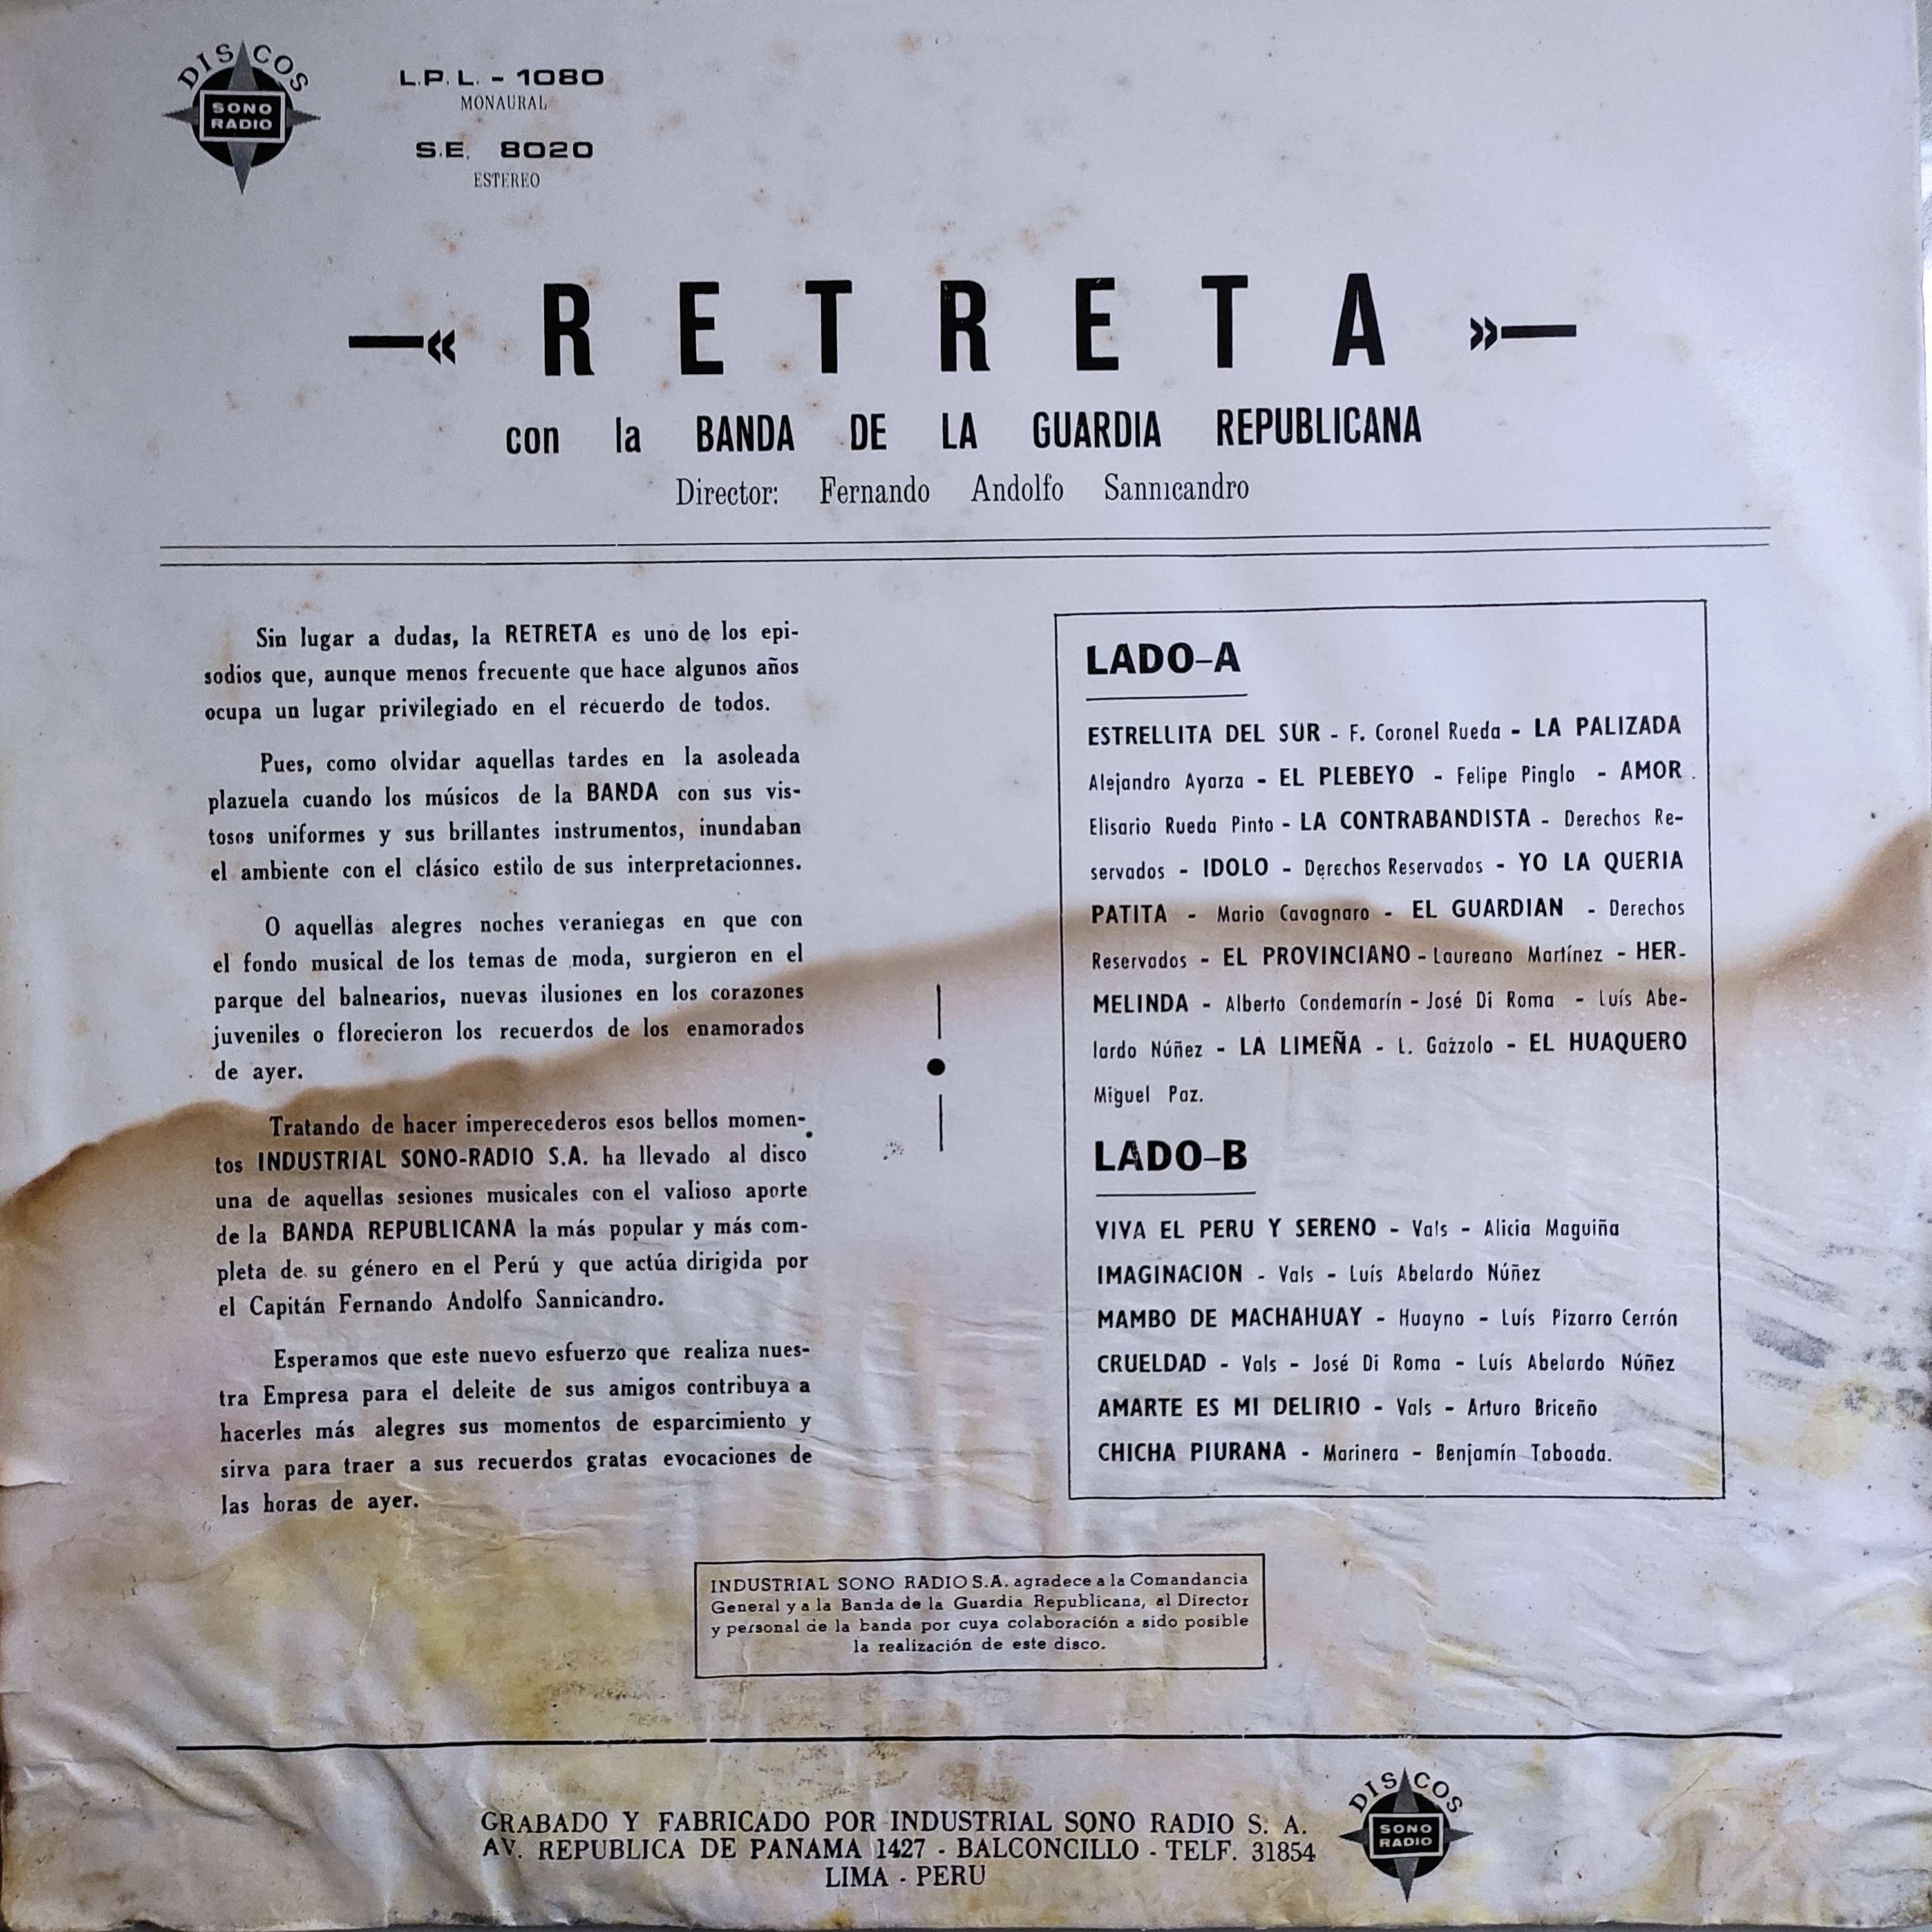 DISCOS
SONO
RADIO
L.P.L. - 1080
MONAURAL
S.E. 8020
ESTEREO
—« RETRETA »—
con la BANDA DE LA GUARDIA REPUBLICANA
Director: Fernando Andolfo Sannicandro
Sin lugar a dudas, la RETRETA es uno de los epi-
sodios que, aunque menos frecuente que hace algunos años
ocupa un lugar privilegiado en el recuerdo de todos.
Pues, como olvidar aquellas tardes en la asoleada
plazuela cuando los músicos de la BANDA con sus vis-
tosos uniformes y sus brillantes instrumentos, inundaban
el ambiente con el clásico estilo de sus interpretacionnes.
O aquellas alegres noches veraniegas en que con
el fondo musical de los temas de moda, surgieron en el
parque del balnearios, nuevas ilusiones en los corazones
juveniles o florecieron los recuerdos de los enamorados
de ayer.
Tratando de hacer imperecederos esos bellos momen-
tos INDUSTRIAL SONO-RADIO S.A. ha llevado al disco
una de aquellas sesiones musicales con el valioso aporte
de la BANDA REPUBLICANA la más popular y más com-
pleta de su género en el Perú y que actúa dirigida por
el Capitán Fernando Andolfo Sannicandro.
Esperamos que este nuevo esfuerzo que realiza nues-
tra Empresa para el deleite de sus amigos contribuya a
hacerles más alegres sus momentos de esparcimiento y
sirva para traer a sus recuerdos gratas evocaciones de
las horas de ayer.
LADO-A
ESTRELLITA DEL SUR - F. Coronel Rueda - LA PALIZADA
Alejandro Ayarza - EL PLEBEYO - Felipe Pinglo - AMOR
Elisario Rueda Pinto - LA CONTRABANDISTA - Derechos Re-
servados - IDOLO - Derechos Reservados - YO LA QUERIA
PATITA - Mario Cavagnaro - EL GUARDIAN - Derechos
Reservados - EL PROVINCIANO - Laureano Martínez - HER-
MELINDA - Alberto Condemarín - José Di Roma - Luís Abe-
lardo Núñez - LA LIMEÑA - L. Gazzolo - EL HUAQUERO
Miguel Paz.
LADO-B
VIVA EL PERU Y SERENO - Vals - Alicia Maguiña
IMAGINACION - Vals - Luís Abelardo Núñez
MAMBO DE MACHAHUAY - Huayno - Luís Pizarro Cerrón
CRUELDAD - Vals - José Di Roma - Luís Abelardo Núñez
AMARTE ES MI DELIRIO - Vals - Arturo Briceño
CHICHA PIURANA - Marinera - Benjamín Taboada.
INDUSTRIAL SONO RADIO S.A. agradece a la Comandancia
General y a la Banda de la Guardia Republicana, al Director
y personal de la banda por cuya colaboración a sido posible
la realización de este disco.
GRABADO Y FABRICADO POR INDUSTRIAL SONO RADIO S. A.
AV. REPUBLICA DE PANAMA 1427 - BALCONCILLO - TELF. 31854
LIMA - PERU
DISCOS
SONO
RADIO